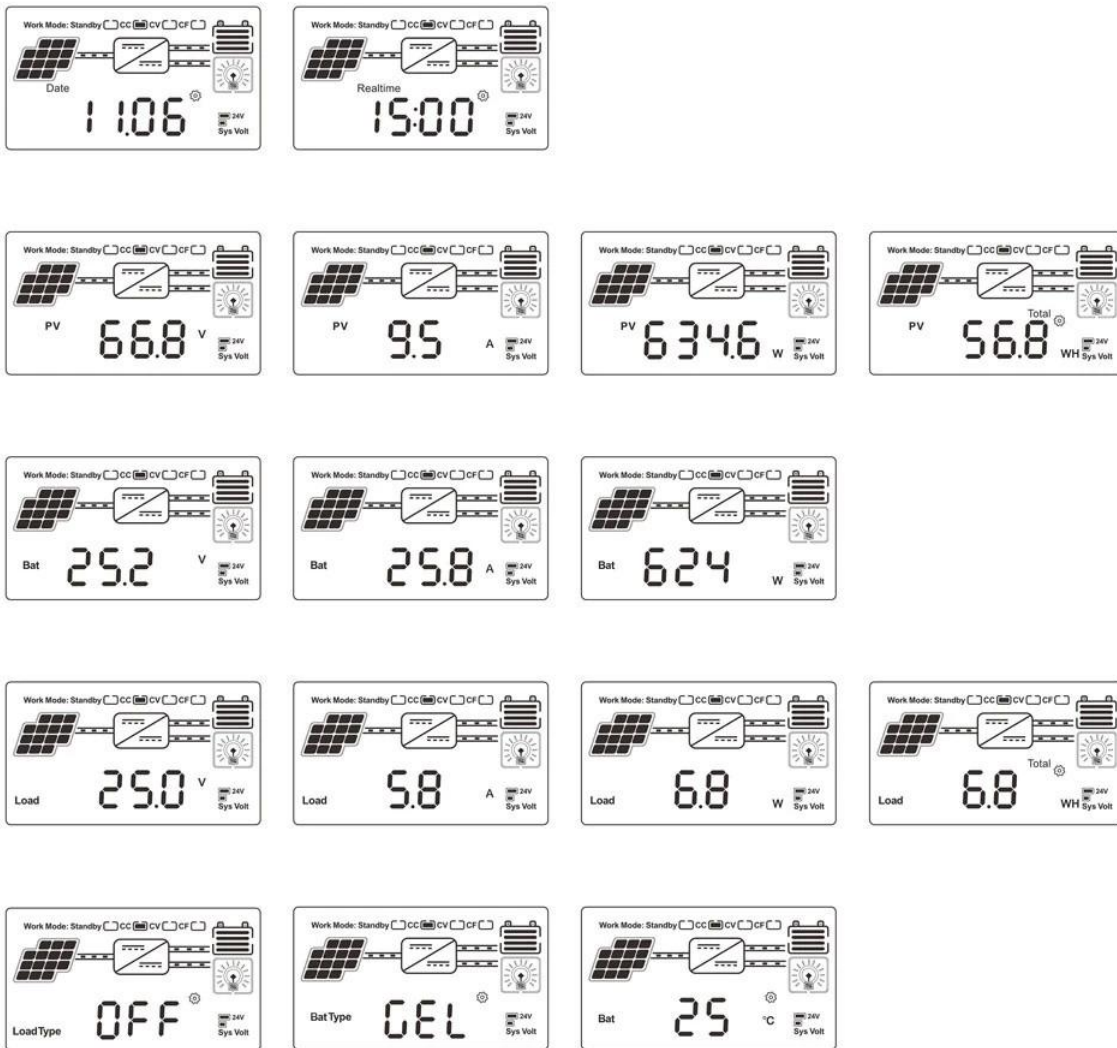 Work Mode: Standby CC CV CF
Date
11.06
24V
Sys Volt
Work Mode: Standby CC CV CF
Realtime
15:00
24V
Sys Volt
Work Mode: Standby CC CV CF
PV 66.8 V
24V
Sys Volt
Work Mode: Standby CC CV CF
PV 9.5 A
24V
Sys Volt
Work Mode: Standby CC CV CF
PV 634.6 W
24V
Sys Volt
Work Mode: Standby CC CV CF
Total
PV 56.8 WH
24V
Sys Volt
Work Mode: Standby CC CV CF
Bat 25.2 V
24V
Sys Volt
Work Mode: Standby CC CV CF
Bat 25.8 A
24V
Sys Volt
Work Mode: Standby CC CV CF
Bat 624 W
24V
Sys Volt
Work Mode: Standby CC CV CF
Load 25.0 V
24V
Sys Volt
Work Mode: Standby CC CV CF
Load 5.8 A
24V
Sys Volt
Work Mode: Standby CC CV CF
Load 6.8 W
24V
Sys Volt
Work Mode: Standby CC CV CF
Total
Load 6.8 WH
24V
Sys Volt
Work Mode: Standby CC CV CF
LoadType OFF
24V
Sys Volt
Work Mode: Standby CC CV CF
BatType GEL
24V
Sys Volt
Work Mode: Standby CC CV CF
Bat 25 °C
24V
Sys Volt